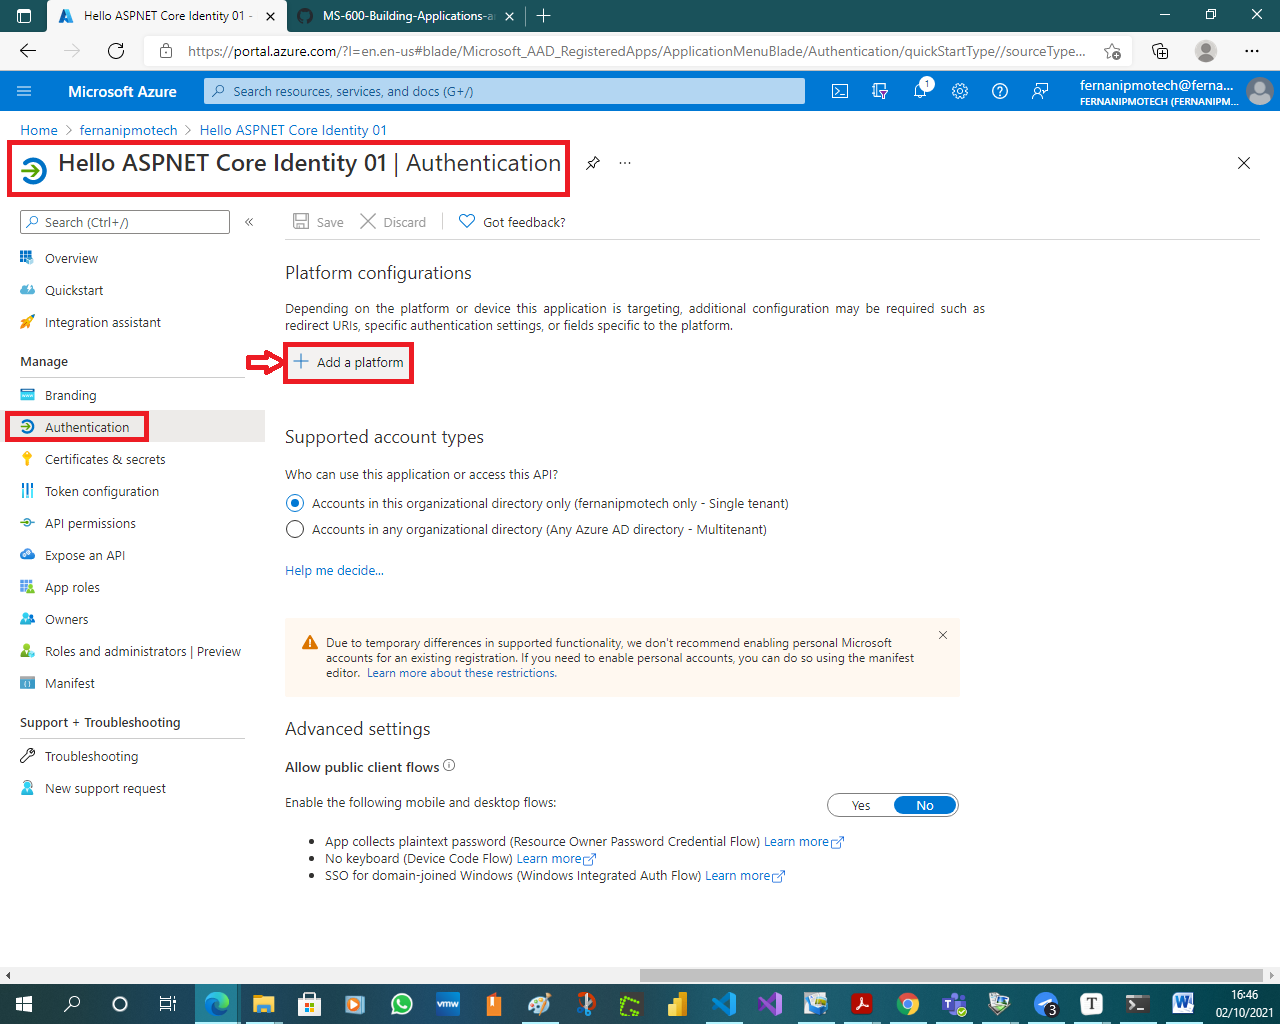 Hello ASPNET Core Identity 01 -
MS-600-Building-Applications-a
https://portal.azure.com/?l=en.en-us#blade/Microsoft_AAD_RegisteredApps/ApplicationMenuBlade/Authentication/quickStartType//sourceType...
Microsoft Azure
Search resources, services, and docs (G+/)
1
fernanipmotech@ferna...
FERNANIPMOTECH (FERNANIPM...
Home > fernanipmotech > Hello ASPNET Core Identity 01
Hello ASPNET Core Identity 01 | Authentication
Search (Ctrl+/)
Save
Discard
Got feedback?
Overview
Quickstart
Integration assistant
Manage
Branding
Authentication
Certificates & secrets
Token configuration
API permissions
Expose an API
App roles
Owners
Roles and administrators | Preview
Manifest
Support + Troubleshooting
Troubleshooting
New support request
Platform configurations
Depending on the platform or device this application is targeting, additional configuration may be required such as
redirect URIs, specific authentication settings, or fields specific to the platform.
Add a platform
Supported account types
Who can use this application or access this API?
Accounts in this organizational directory only (fernanipmotech only - Single tenant)
Accounts in any organizational directory (Any Azure AD directory - Multitenant)
Help me decide...
Due to temporary differences in supported functionality, we don't recommend enabling personal Microsoft
accounts for an existing registration. If you need to enable personal accounts, you can do so using the manifest
editor. Learn more about these restrictions.
Advanced settings
Allow public client flows
Enable the following mobile and desktop flows:
Yes
No
• App collects plaintext password (Resource Owner Password Credential Flow) Learn more
• No keyboard (Device Code Flow) Learn more
• SSO for domain-joined Windows (Windows Integrated Auth Flow) Learn more
vmw
3
T
16:46
02/10/2021